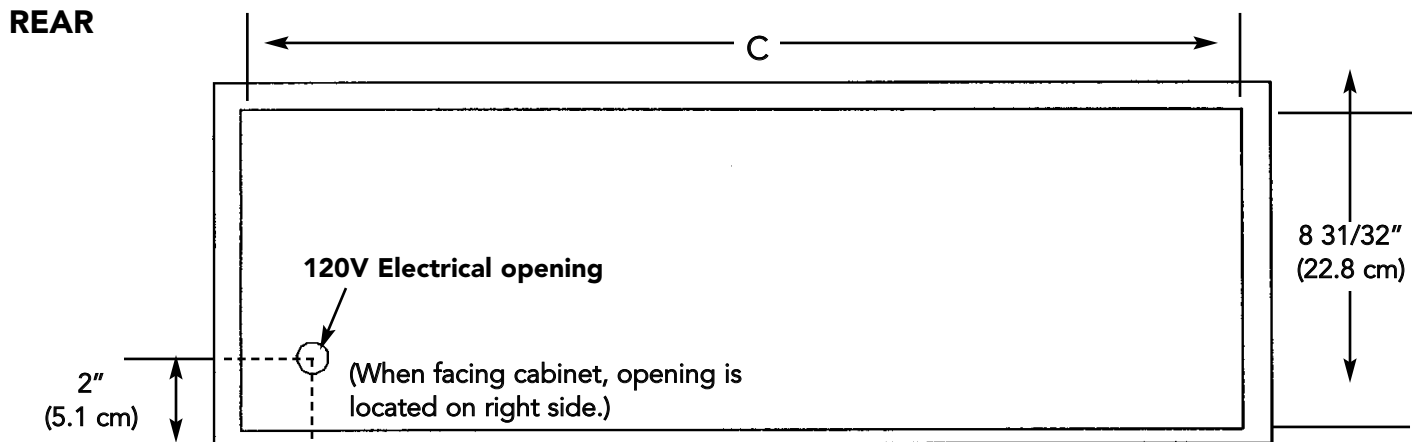 REAR
C
8 31/32"
(22.8 cm)
120V Electrical opening
(When facing cabinet, opening is
located on right side.)
2"
(5.1 cm)